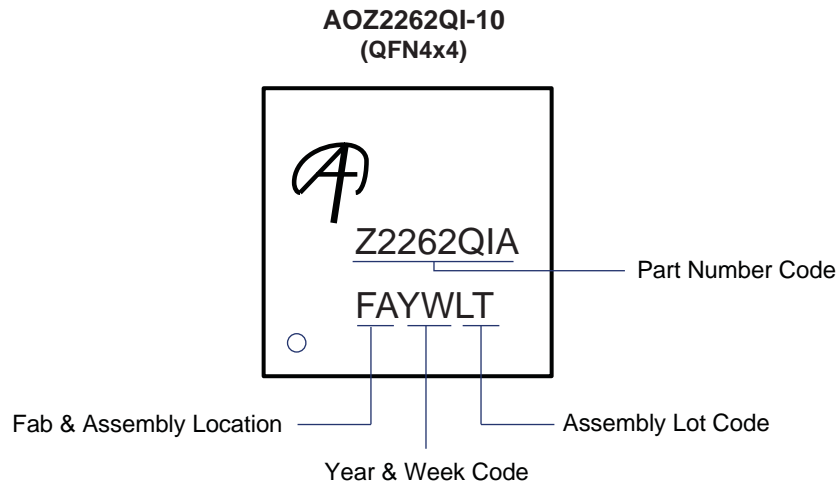 AOZ2262QI-10
(QFN4x4)
Z2262QIA
Part Number Code
FAYWLT
Fab & Assembly Location
Assembly Lot Code
Year & Week Code